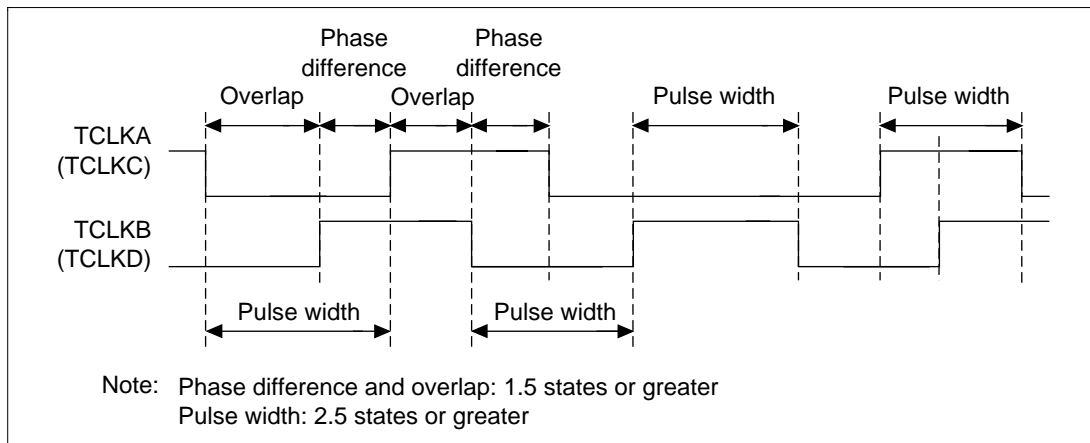 Phase
difference
Phase
difference
Overlap
Overlap
Pulse width
Pulse width
TCLKA
(TCLKC)
TCLKB
(TCLKD)
Pulse width
Pulse width
Note: Phase difference and overlap: 1.5 states or greater
Pulse width: 2.5 states or greater